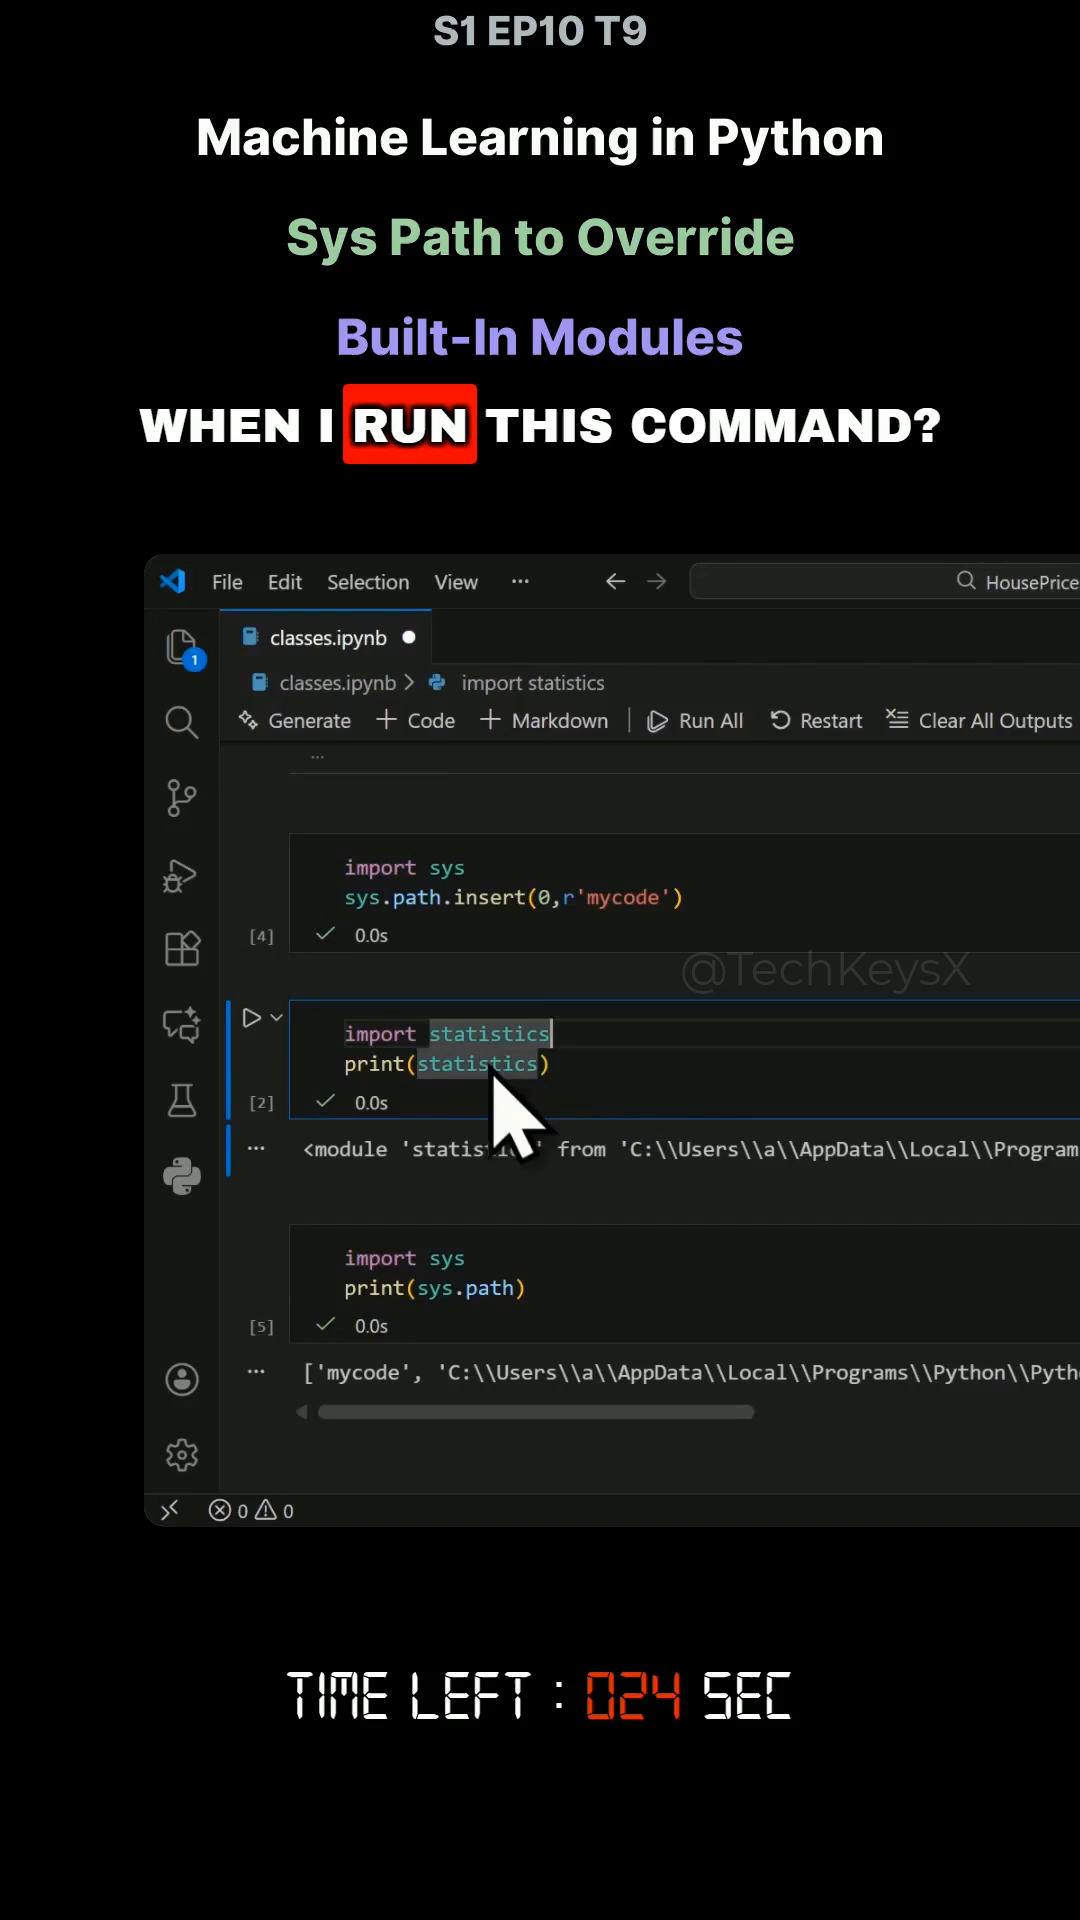 S1 EP10 T9
Machine Learning in Python
Sys Path to Override
Built-In Modules
WHEN I RUN THIS COMMAND?
File Edit Selection View ··· HousePrice
1
classes.ipynb
classes.ipynb > import statistics
Generate + Code + Markdown Run All Restart Clear All Outputs
...
import sys
sys.path.insert(0,r'mycode')
[4] 0.0s
@TechKeysX
import statistics
print(statistics)
[2] 0.0s
... <module 'statisti ' from 'C:\\Users\\a\\AppData\\Local\\Program
import sys
print(sys.path)
[5] 0.0s
... ['mycode', 'C:\\Users\\a\\AppData\\Local\\Programs\\Python\\Pyth
0 0
TIME LEFT : 024 SEC